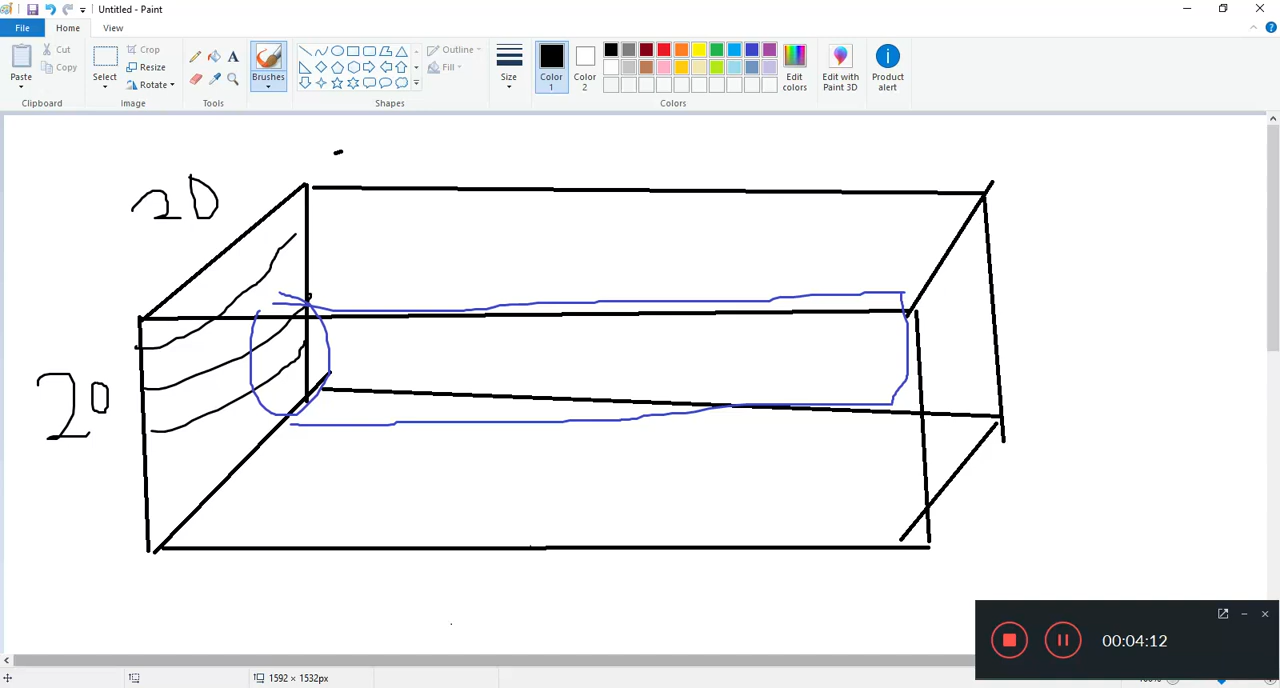 Untitled - Paint
File Home View
Paste Cut Copy Clipboard
Select Crop Resize Rotate Image
Tools
Brushes
Shapes Outline Fill
Size
Color 1 Color 2
Colors
Edit colors
Edit with Paint 3D
Product alert
20
20
00:04:12
1592 × 1532px